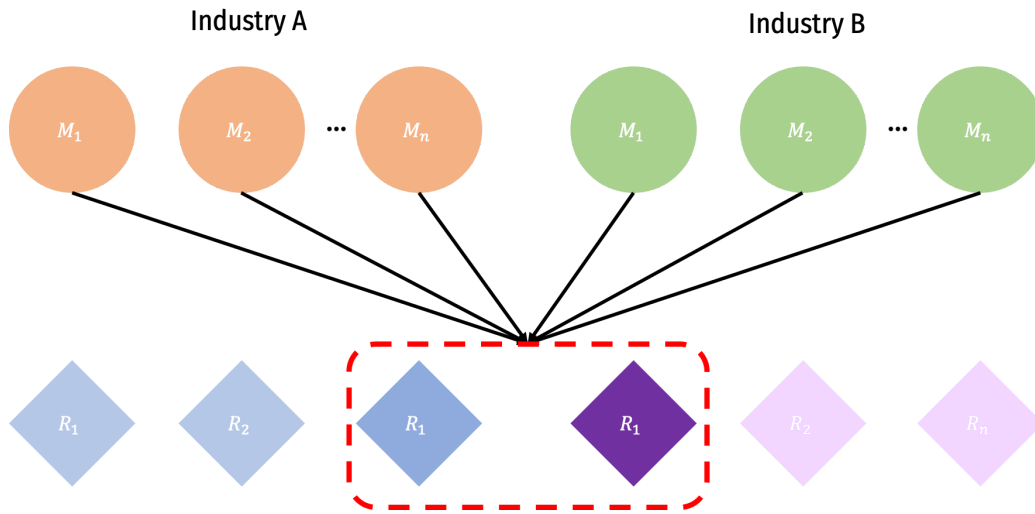 Industry A
Industry B
M₁ M₂ ... Mₙ M₁ M₂ ... Mₙ
R₁ R₂ R₁ R₁ R₂ Rₙ